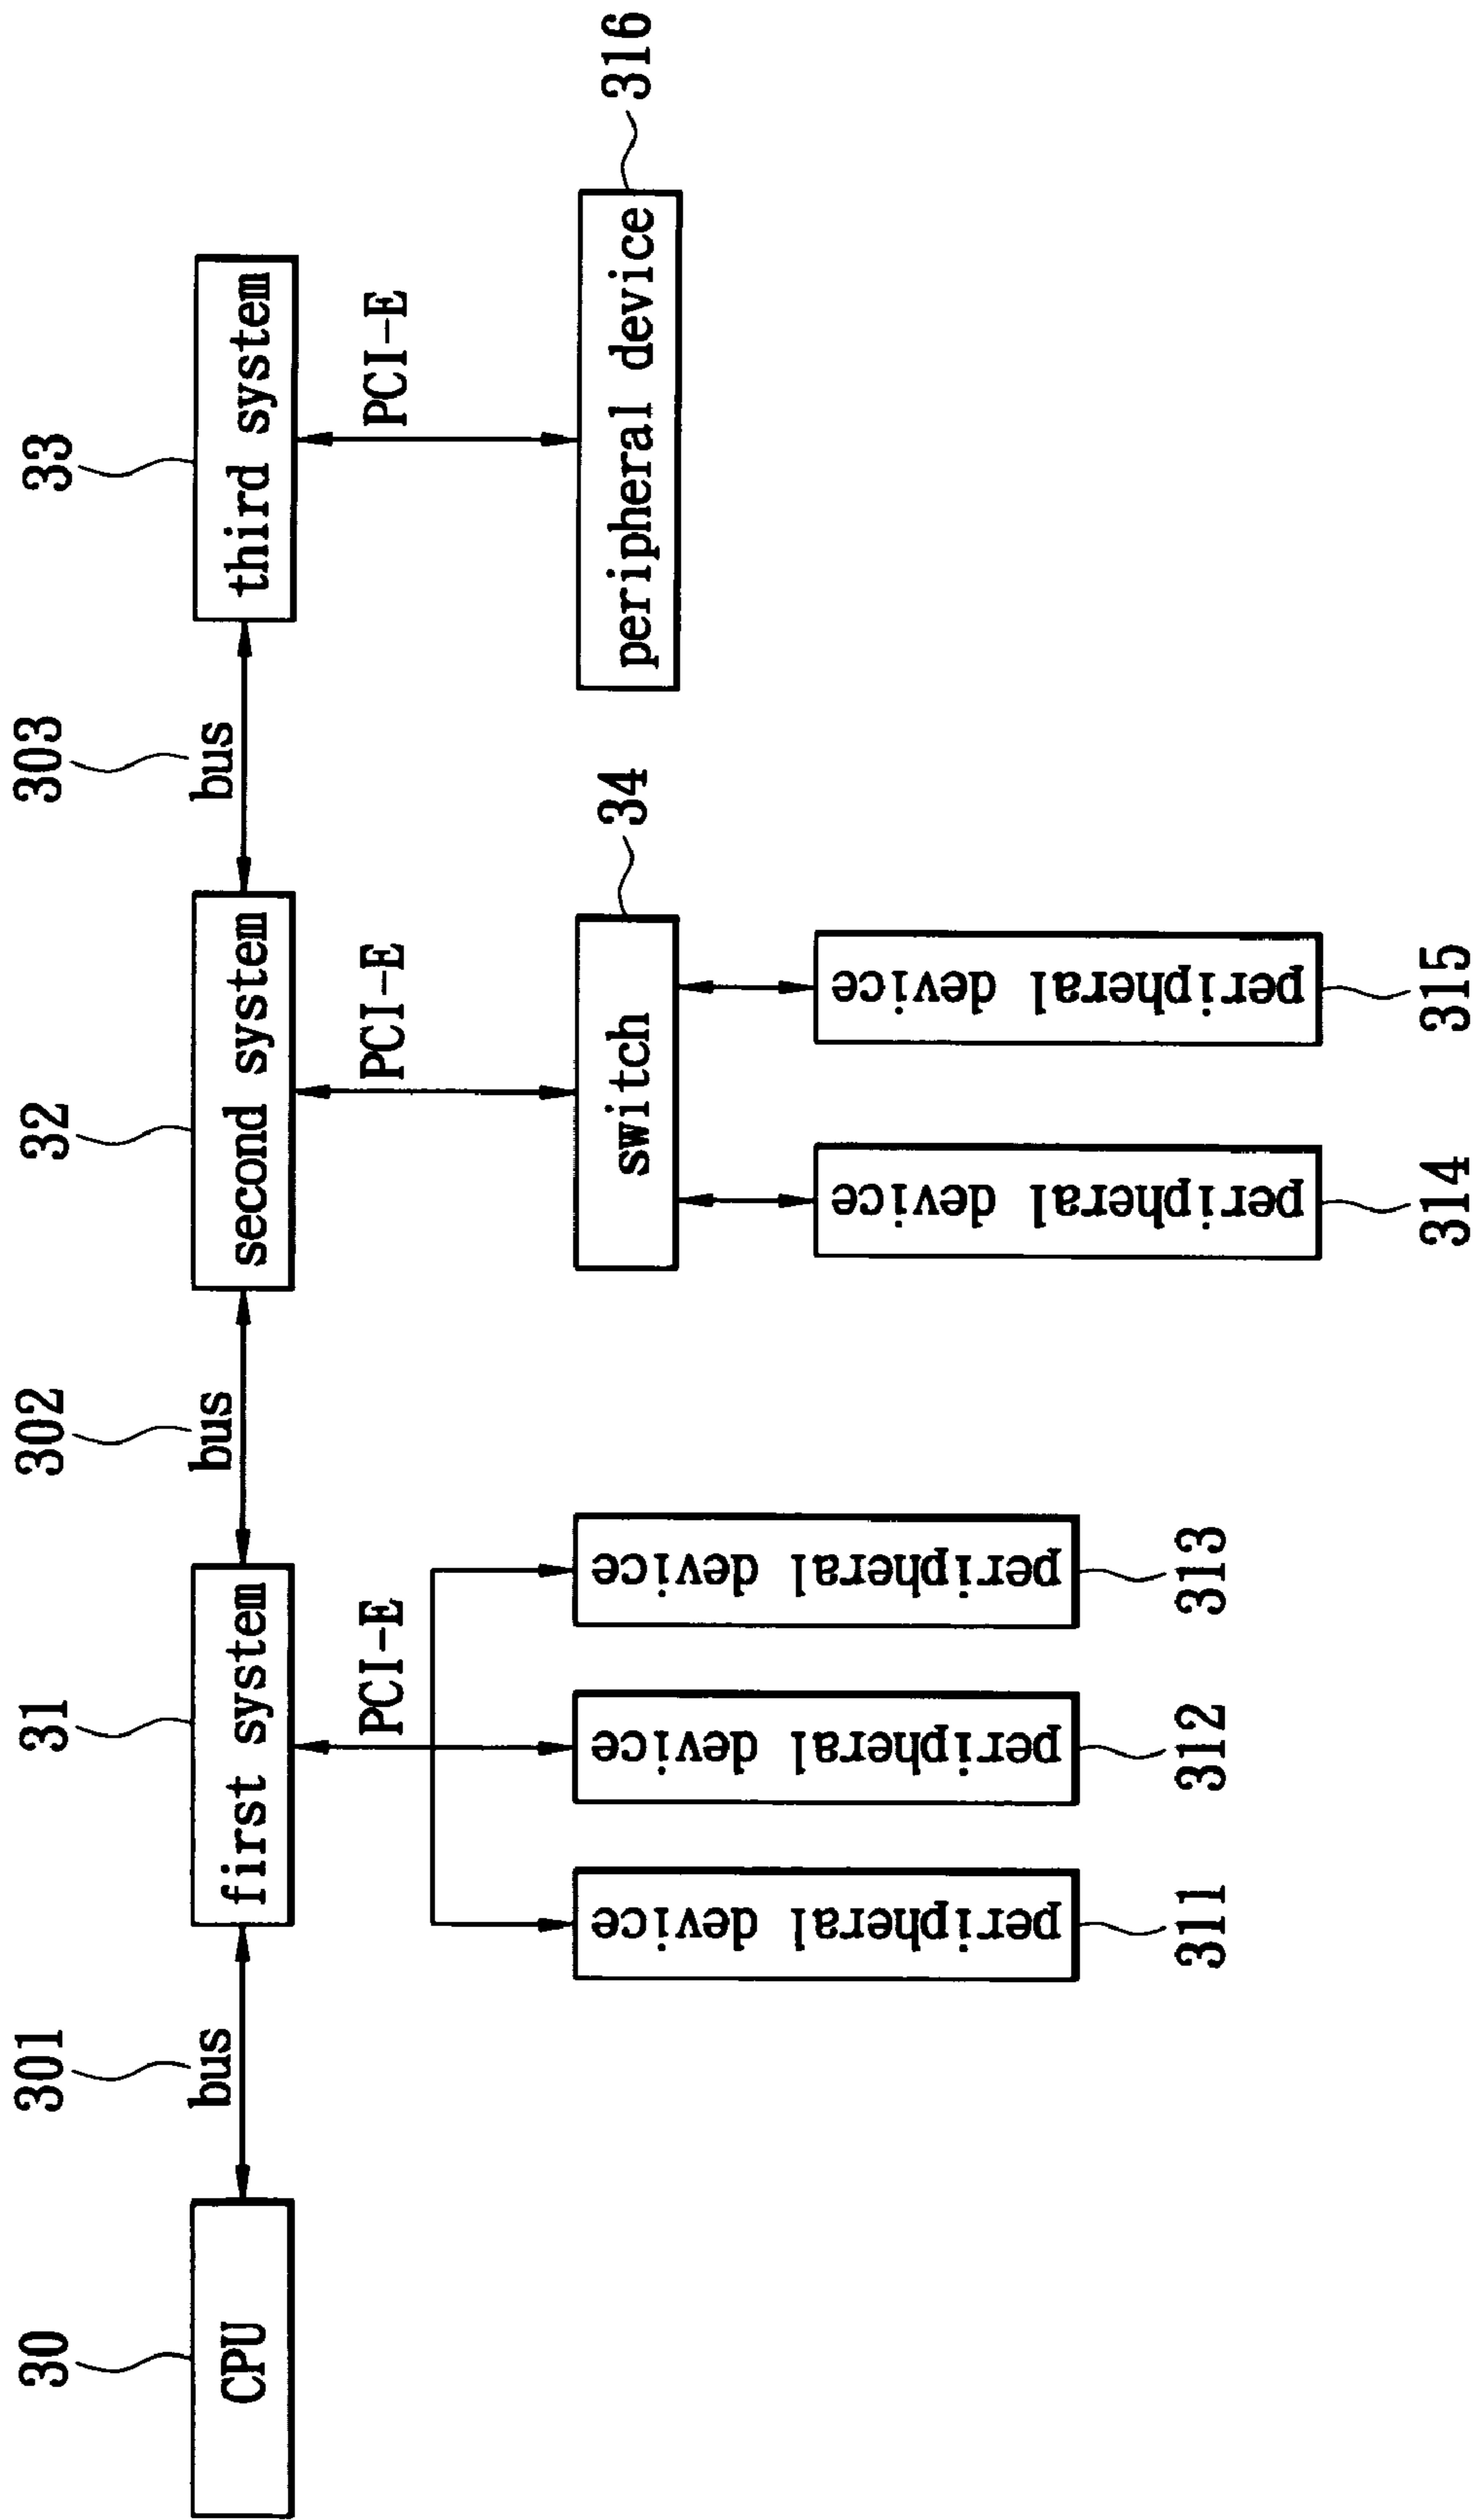 30
301
31
302
32
303
33
CPU
bus
first system
bus
second system
bus
third system
PCI-E
PCI-E
PCI-E
peripheral device
peripheral device
peripheral device
switch
34
peripheral device
316
311
312
313
peripheral device
peripheral device
314
315